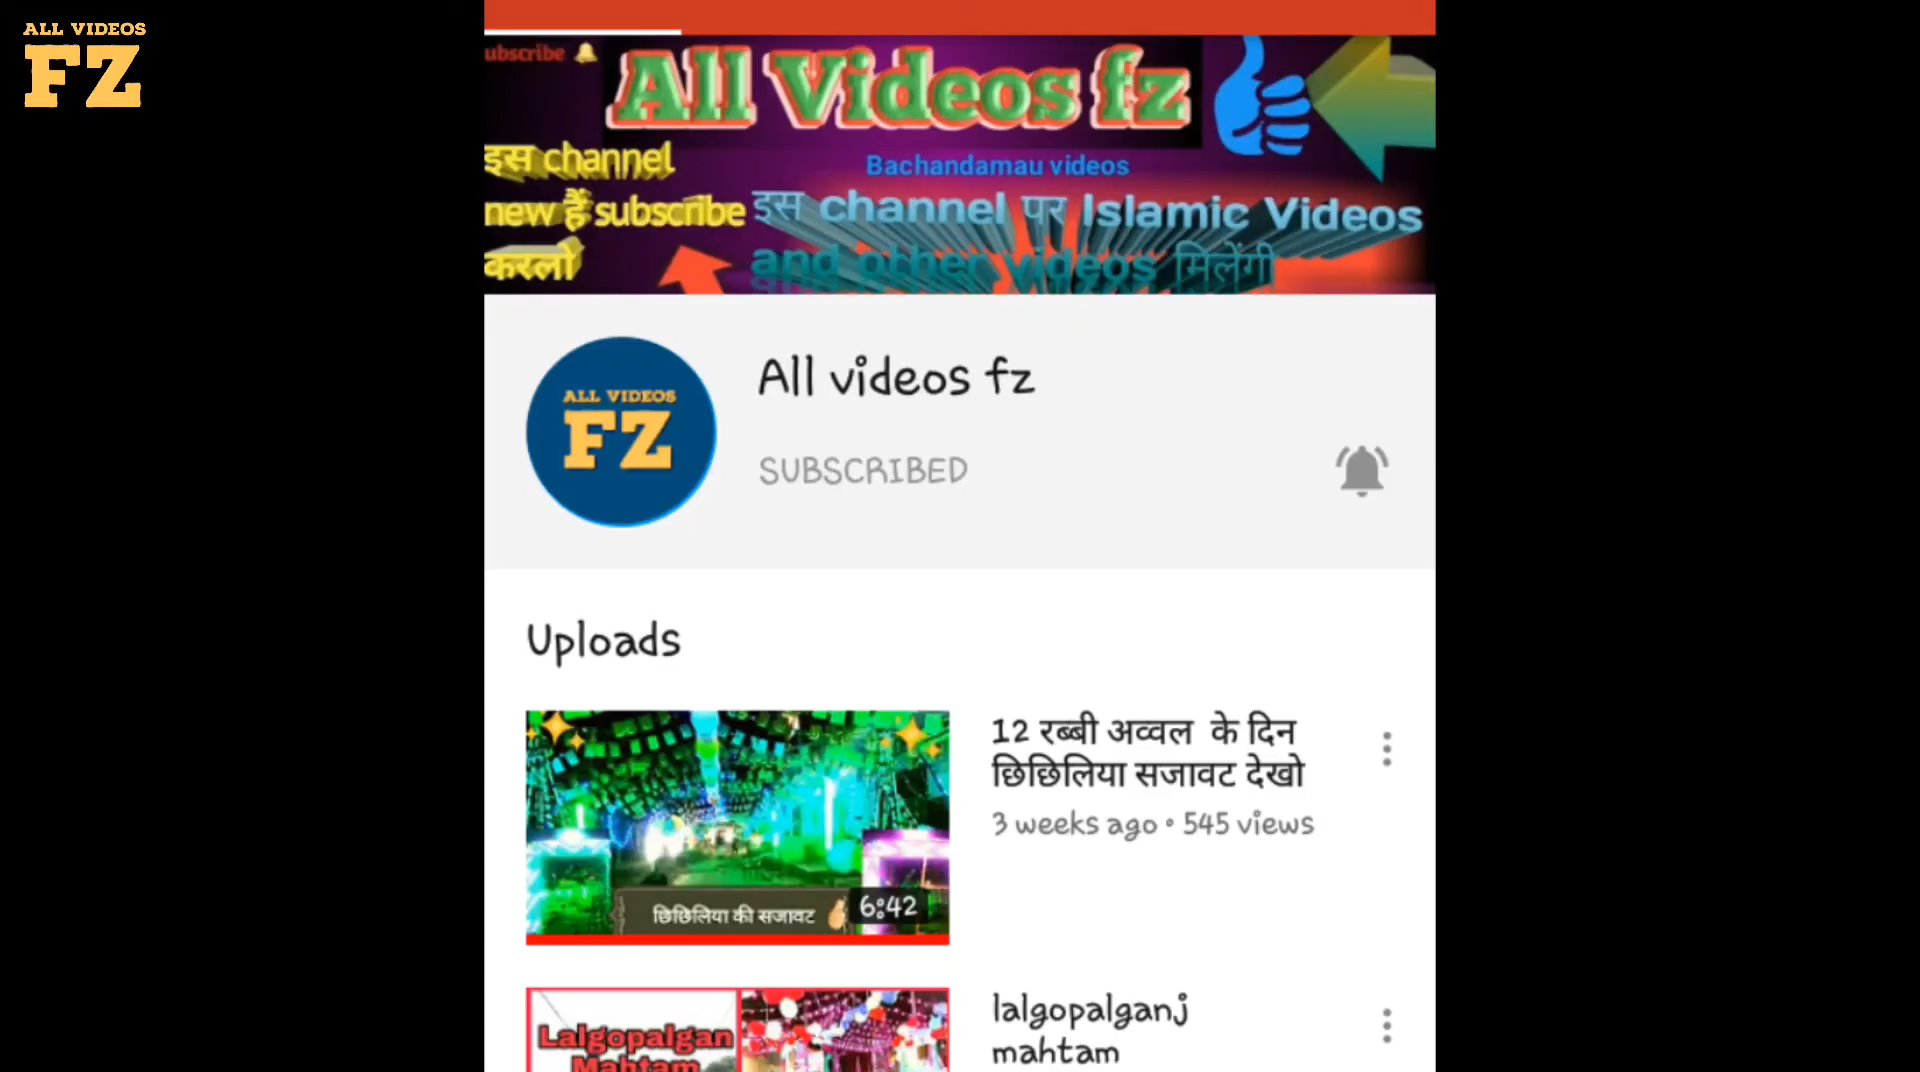 ALL VIDEOS
FZ
ubscribe
All Videos fz
Bachandamau videos
इस channel
new हैं subscribe
करलो
इस channel पर Islamic Videos
and other videos मिलेंगी
ALL VIDEOS
FZ
All videos fz
SUBSCRIBED
Uploads
12 रब्बी अव्वल के दिन
छिछिलिया सजावट देखो
3 weeks ago • 545 views
छिछिलिया की सजावट
6:42
Lalgopalgan
Mahtam
lalgopalganj
mahtam